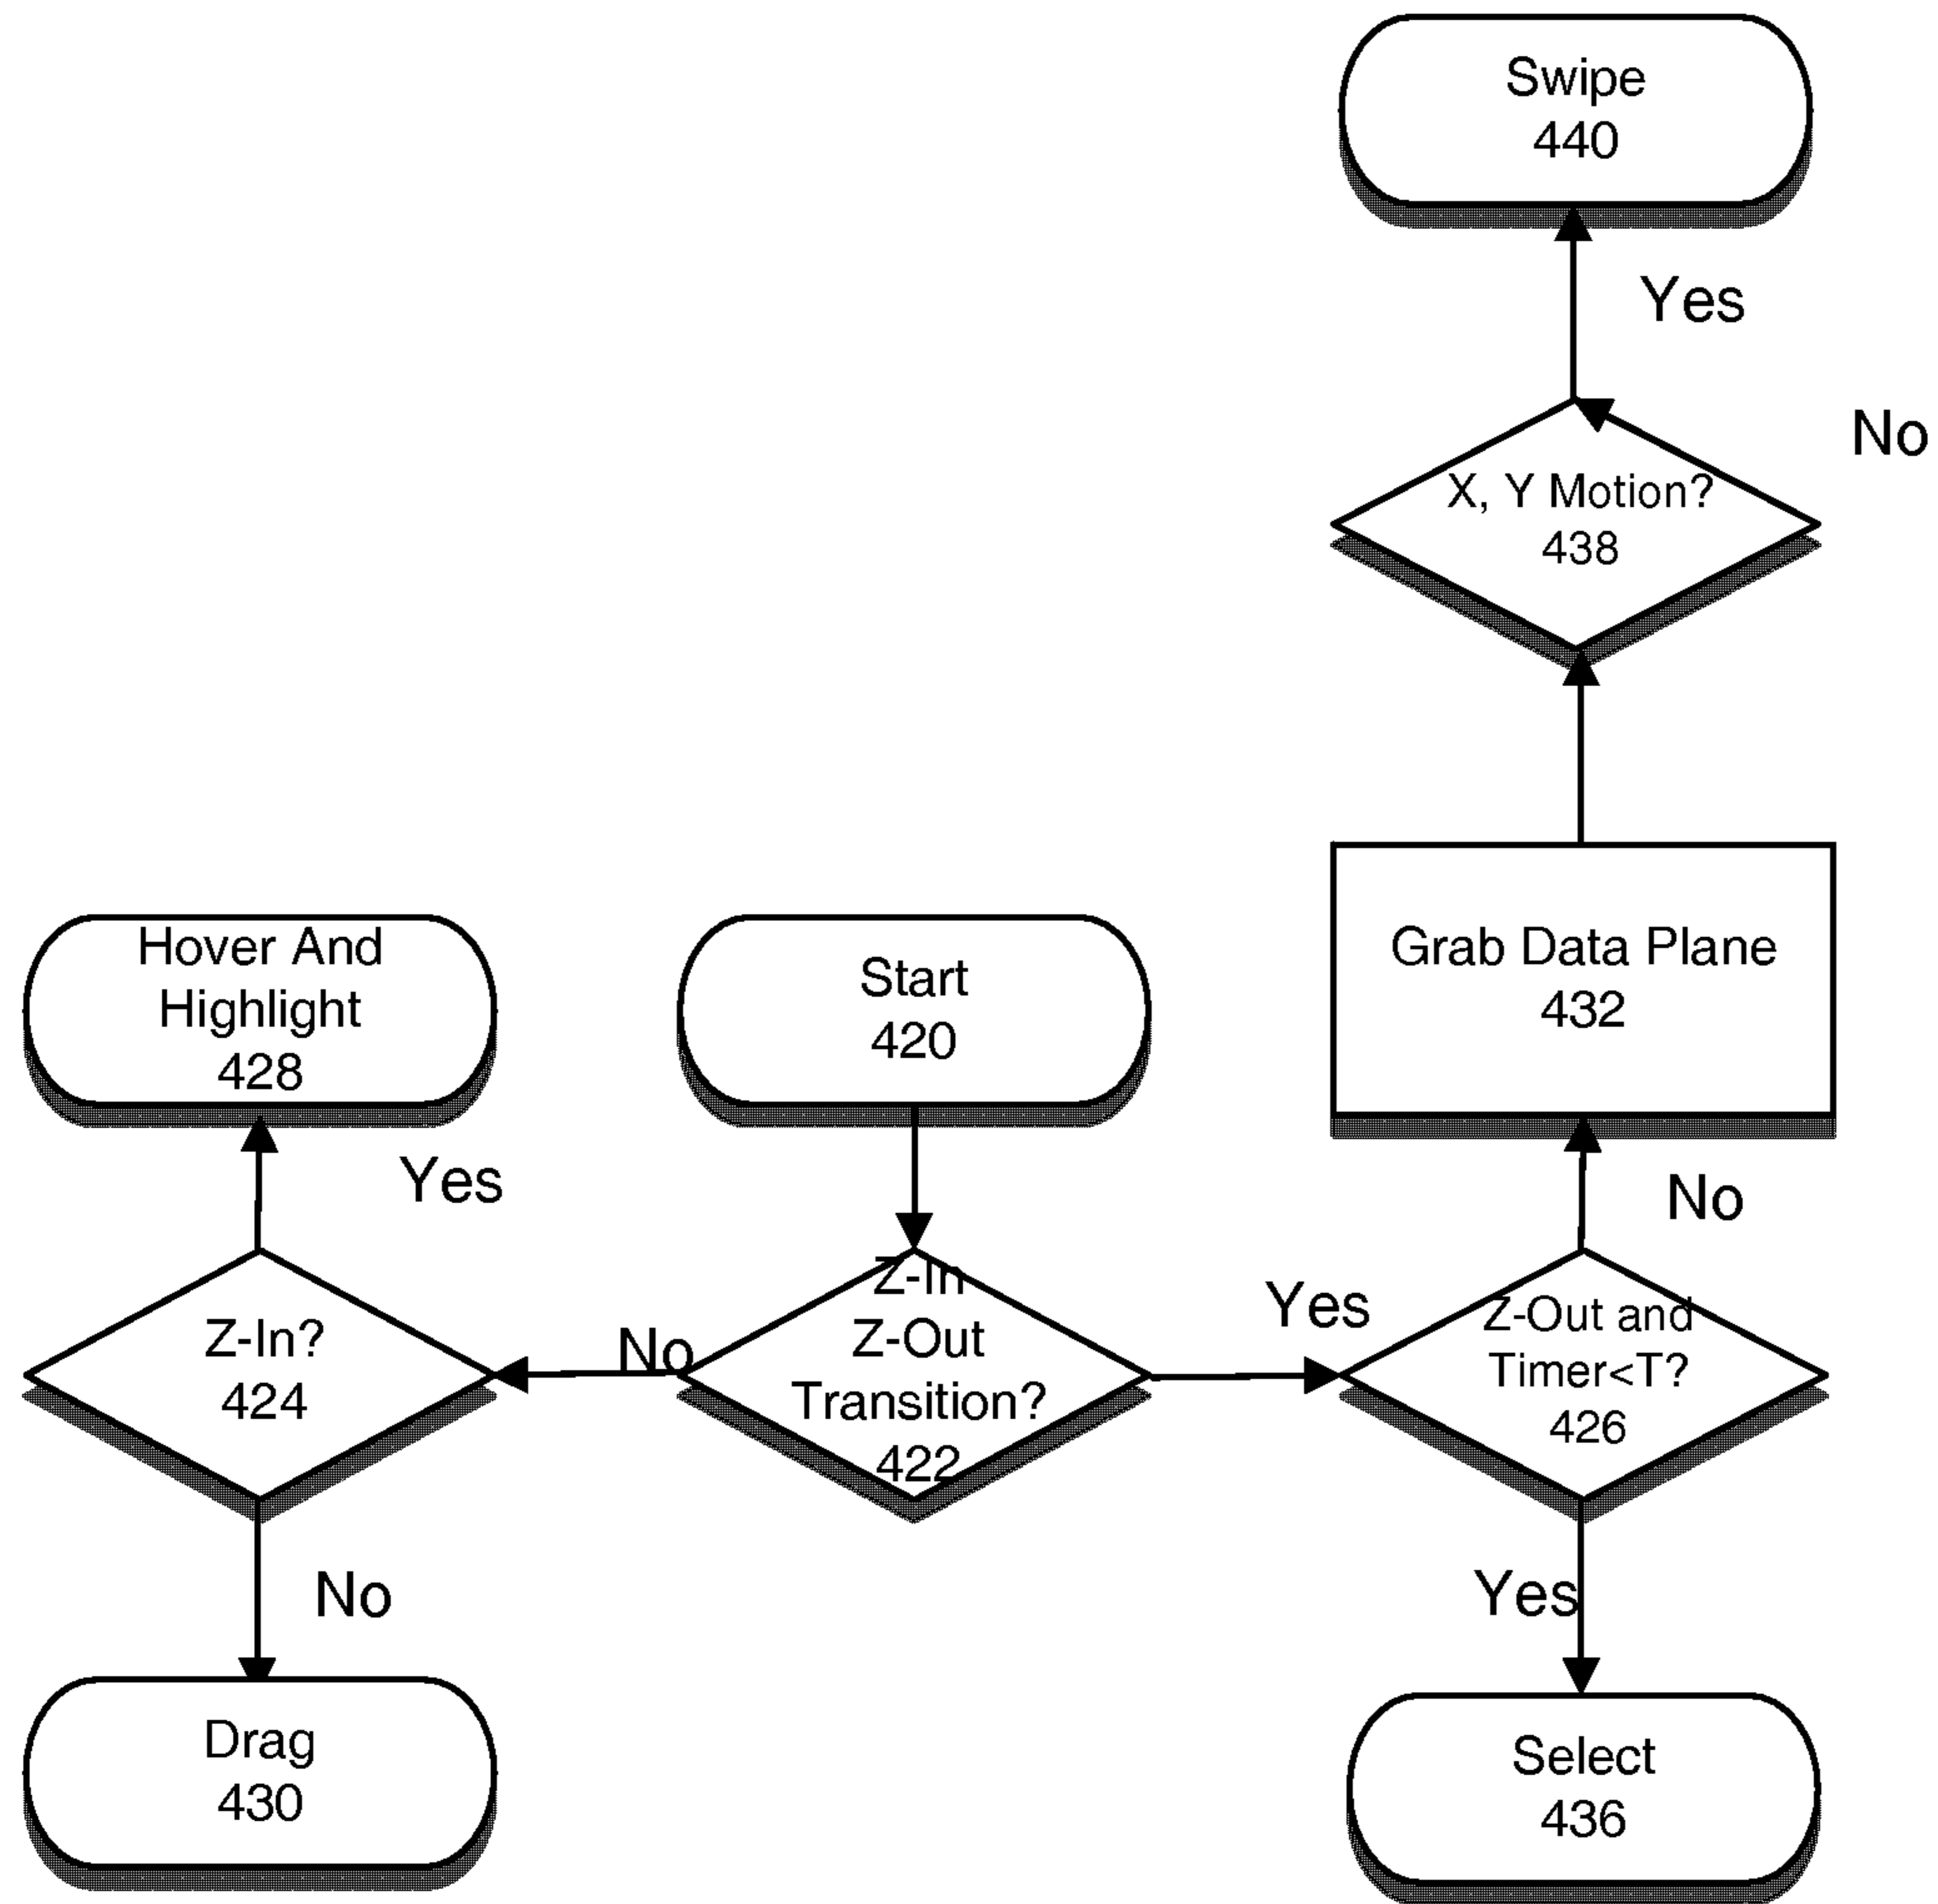 Swipe
440
Yes
No
X, Y Motion?
438
Grab Data Plane
432
Hover And
Highlight
428
Start
420
Yes
No
Z-In?
424
No
Z-In
Z-Out
Transition?
422
Yes
Z-Out and
Timer<T?
426
No
Yes
Drag
430
Select
436